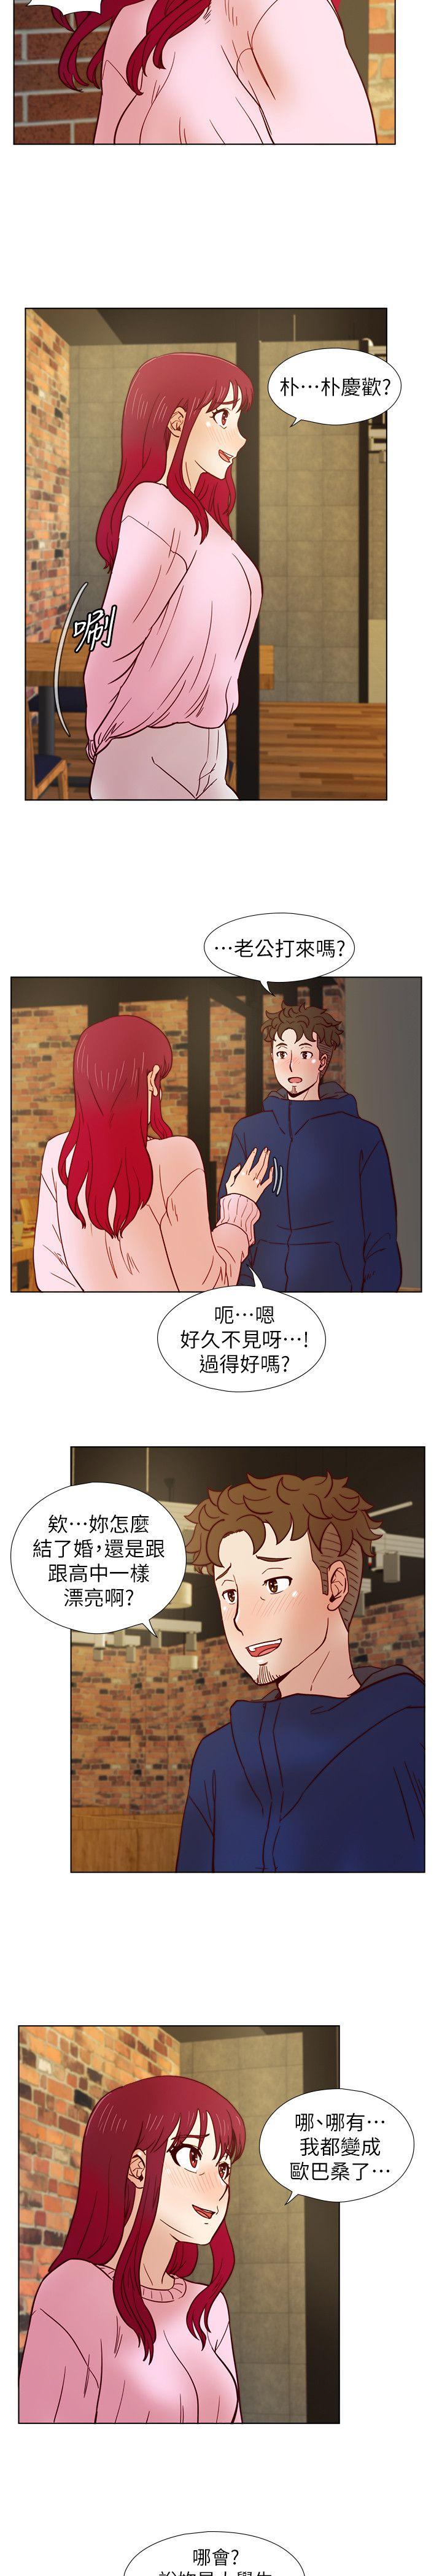 朴⋯朴慶歡?
唰
⋯老公打來嗎?
呃⋯嗯
好久不見呀⋯!
過得好嗎?
欸⋯妳怎麼
結了婚,還是跟
跟高中一樣
漂亮啊?
哪、哪有⋯
我都變成
歐巴桑了⋯
哪會?